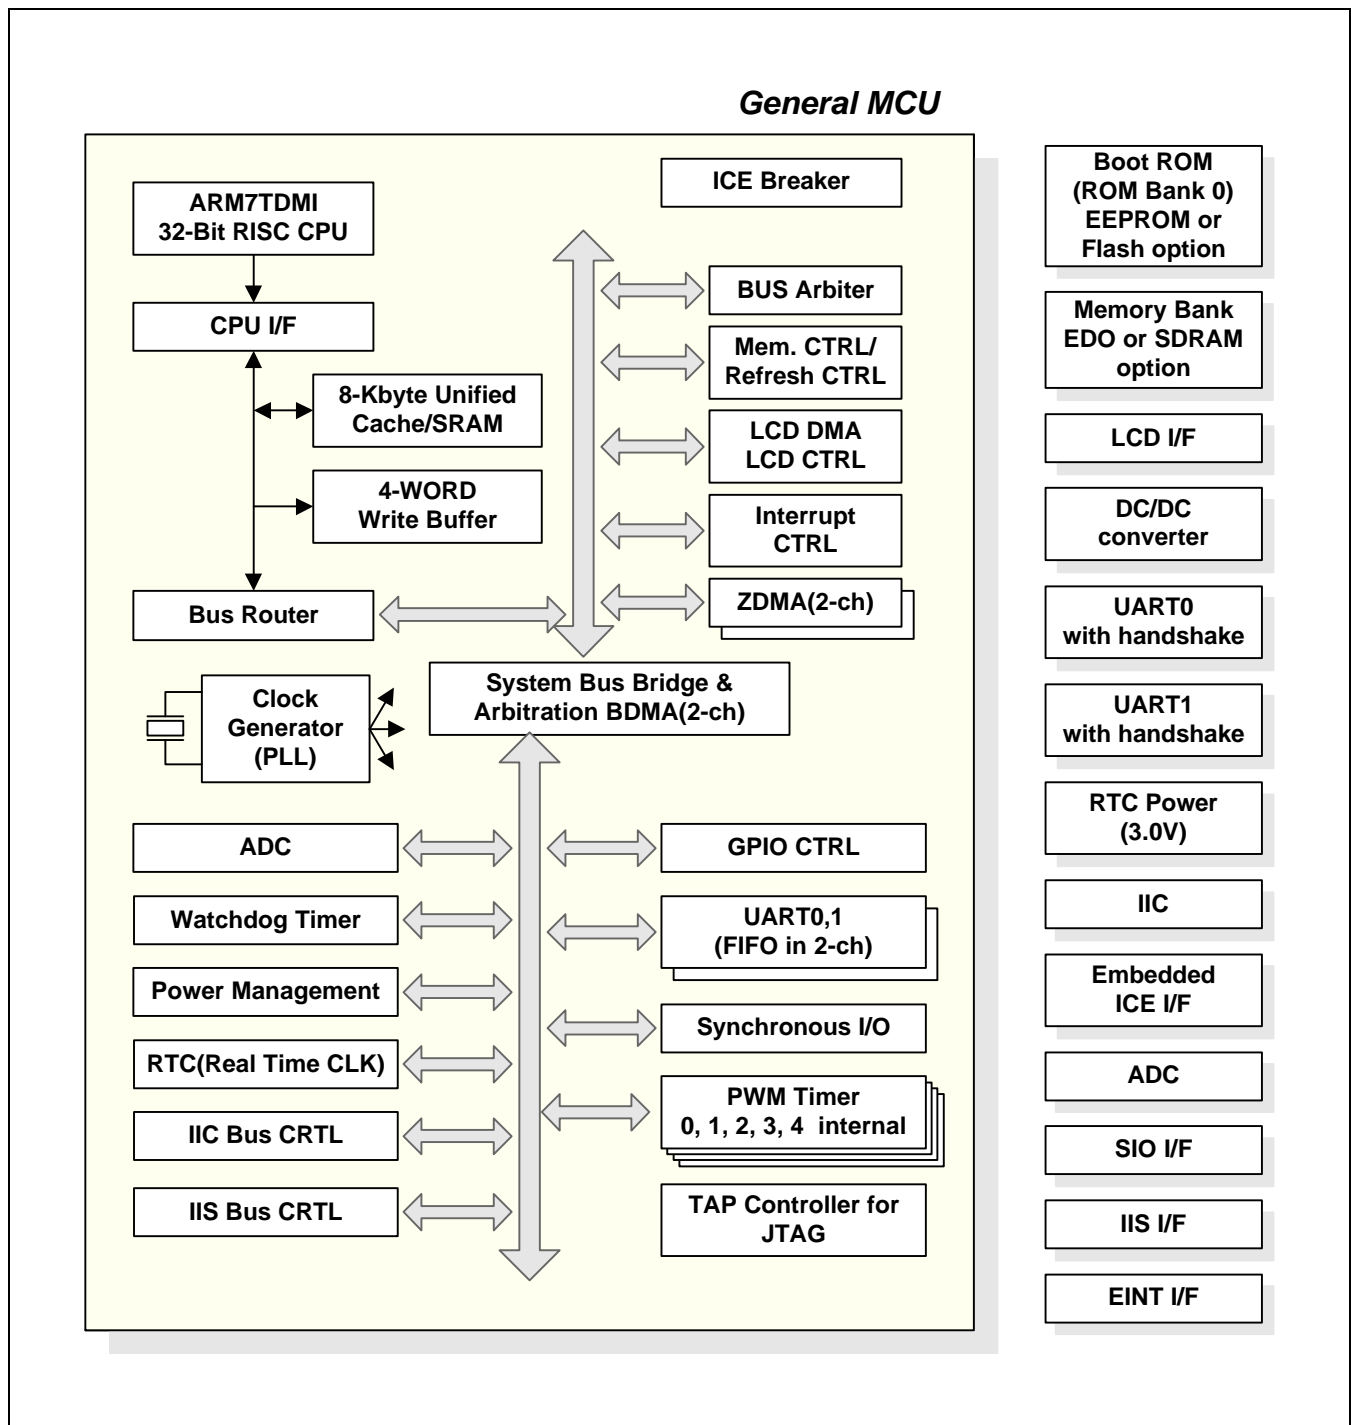 General MCU
ICE Breaker
ARM7TDMI
32-Bit RISC CPU
CPU I/F
8-Kbyte Unified
Cache/SRAM
4-WORD
Write Buffer
Bus Router
BUS Arbiter
Mem. CTRL/
Refresh CTRL
LCD DMA
LCD CTRL
Interrupt
CTRL
ZDMA(2-ch)
Clock
Generator
(PLL)
System Bus Bridge &
Arbitration BDMA(2-ch)
ADC
Watchdog Timer
Power Management
RTC(Real Time CLK)
IIC Bus CRTL
IIS Bus CRTL
GPIO CTRL
UART0,1
(FIFO in 2-ch)
Synchronous I/O
PWM Timer
0, 1, 2, 3, 4 internal
TAP Controller for
JTAG
Boot ROM
(ROM Bank 0)
EEPROM or
Flash option
Memory Bank
EDO or SDRAM
option
LCD I/F
DC/DC
converter
UART0
with handshake
UART1
with handshake
RTC Power
(3.0V)
IIC
Embedded
ICE I/F
ADC
SIO I/F
IIS I/F
EINT I/F